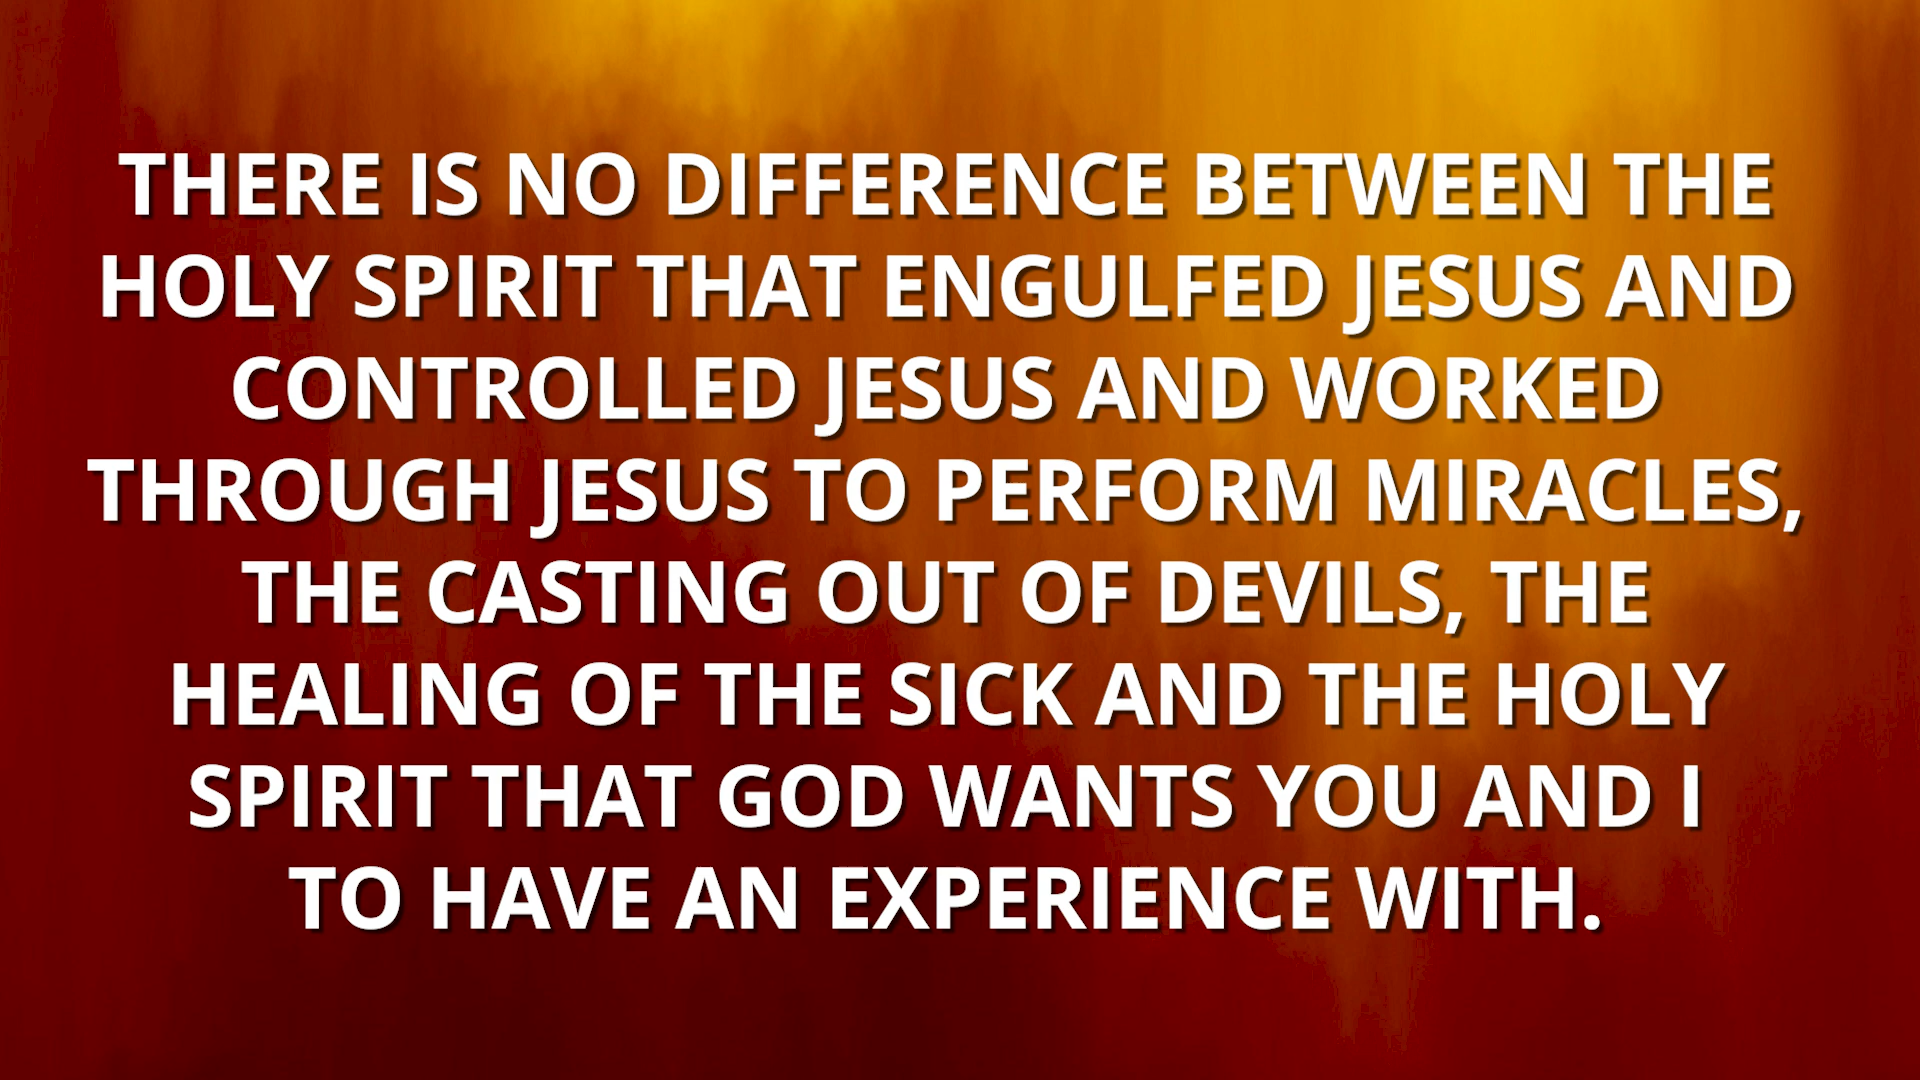 THERE IS NO DIFFERENCE BETWEEN THE
HOLY SPIRIT THAT ENGULFED JESUS AND
CONTROLLED JESUS AND WORKED
THROUGH JESUS TO PERFORM MIRACLES,
THE CASTING OUT OF DEVILS, THE
HEALING OF THE SICK AND THE HOLY
SPIRIT THAT GOD WANTS YOU AND I
TO HAVE AN EXPERIENCE WITH.